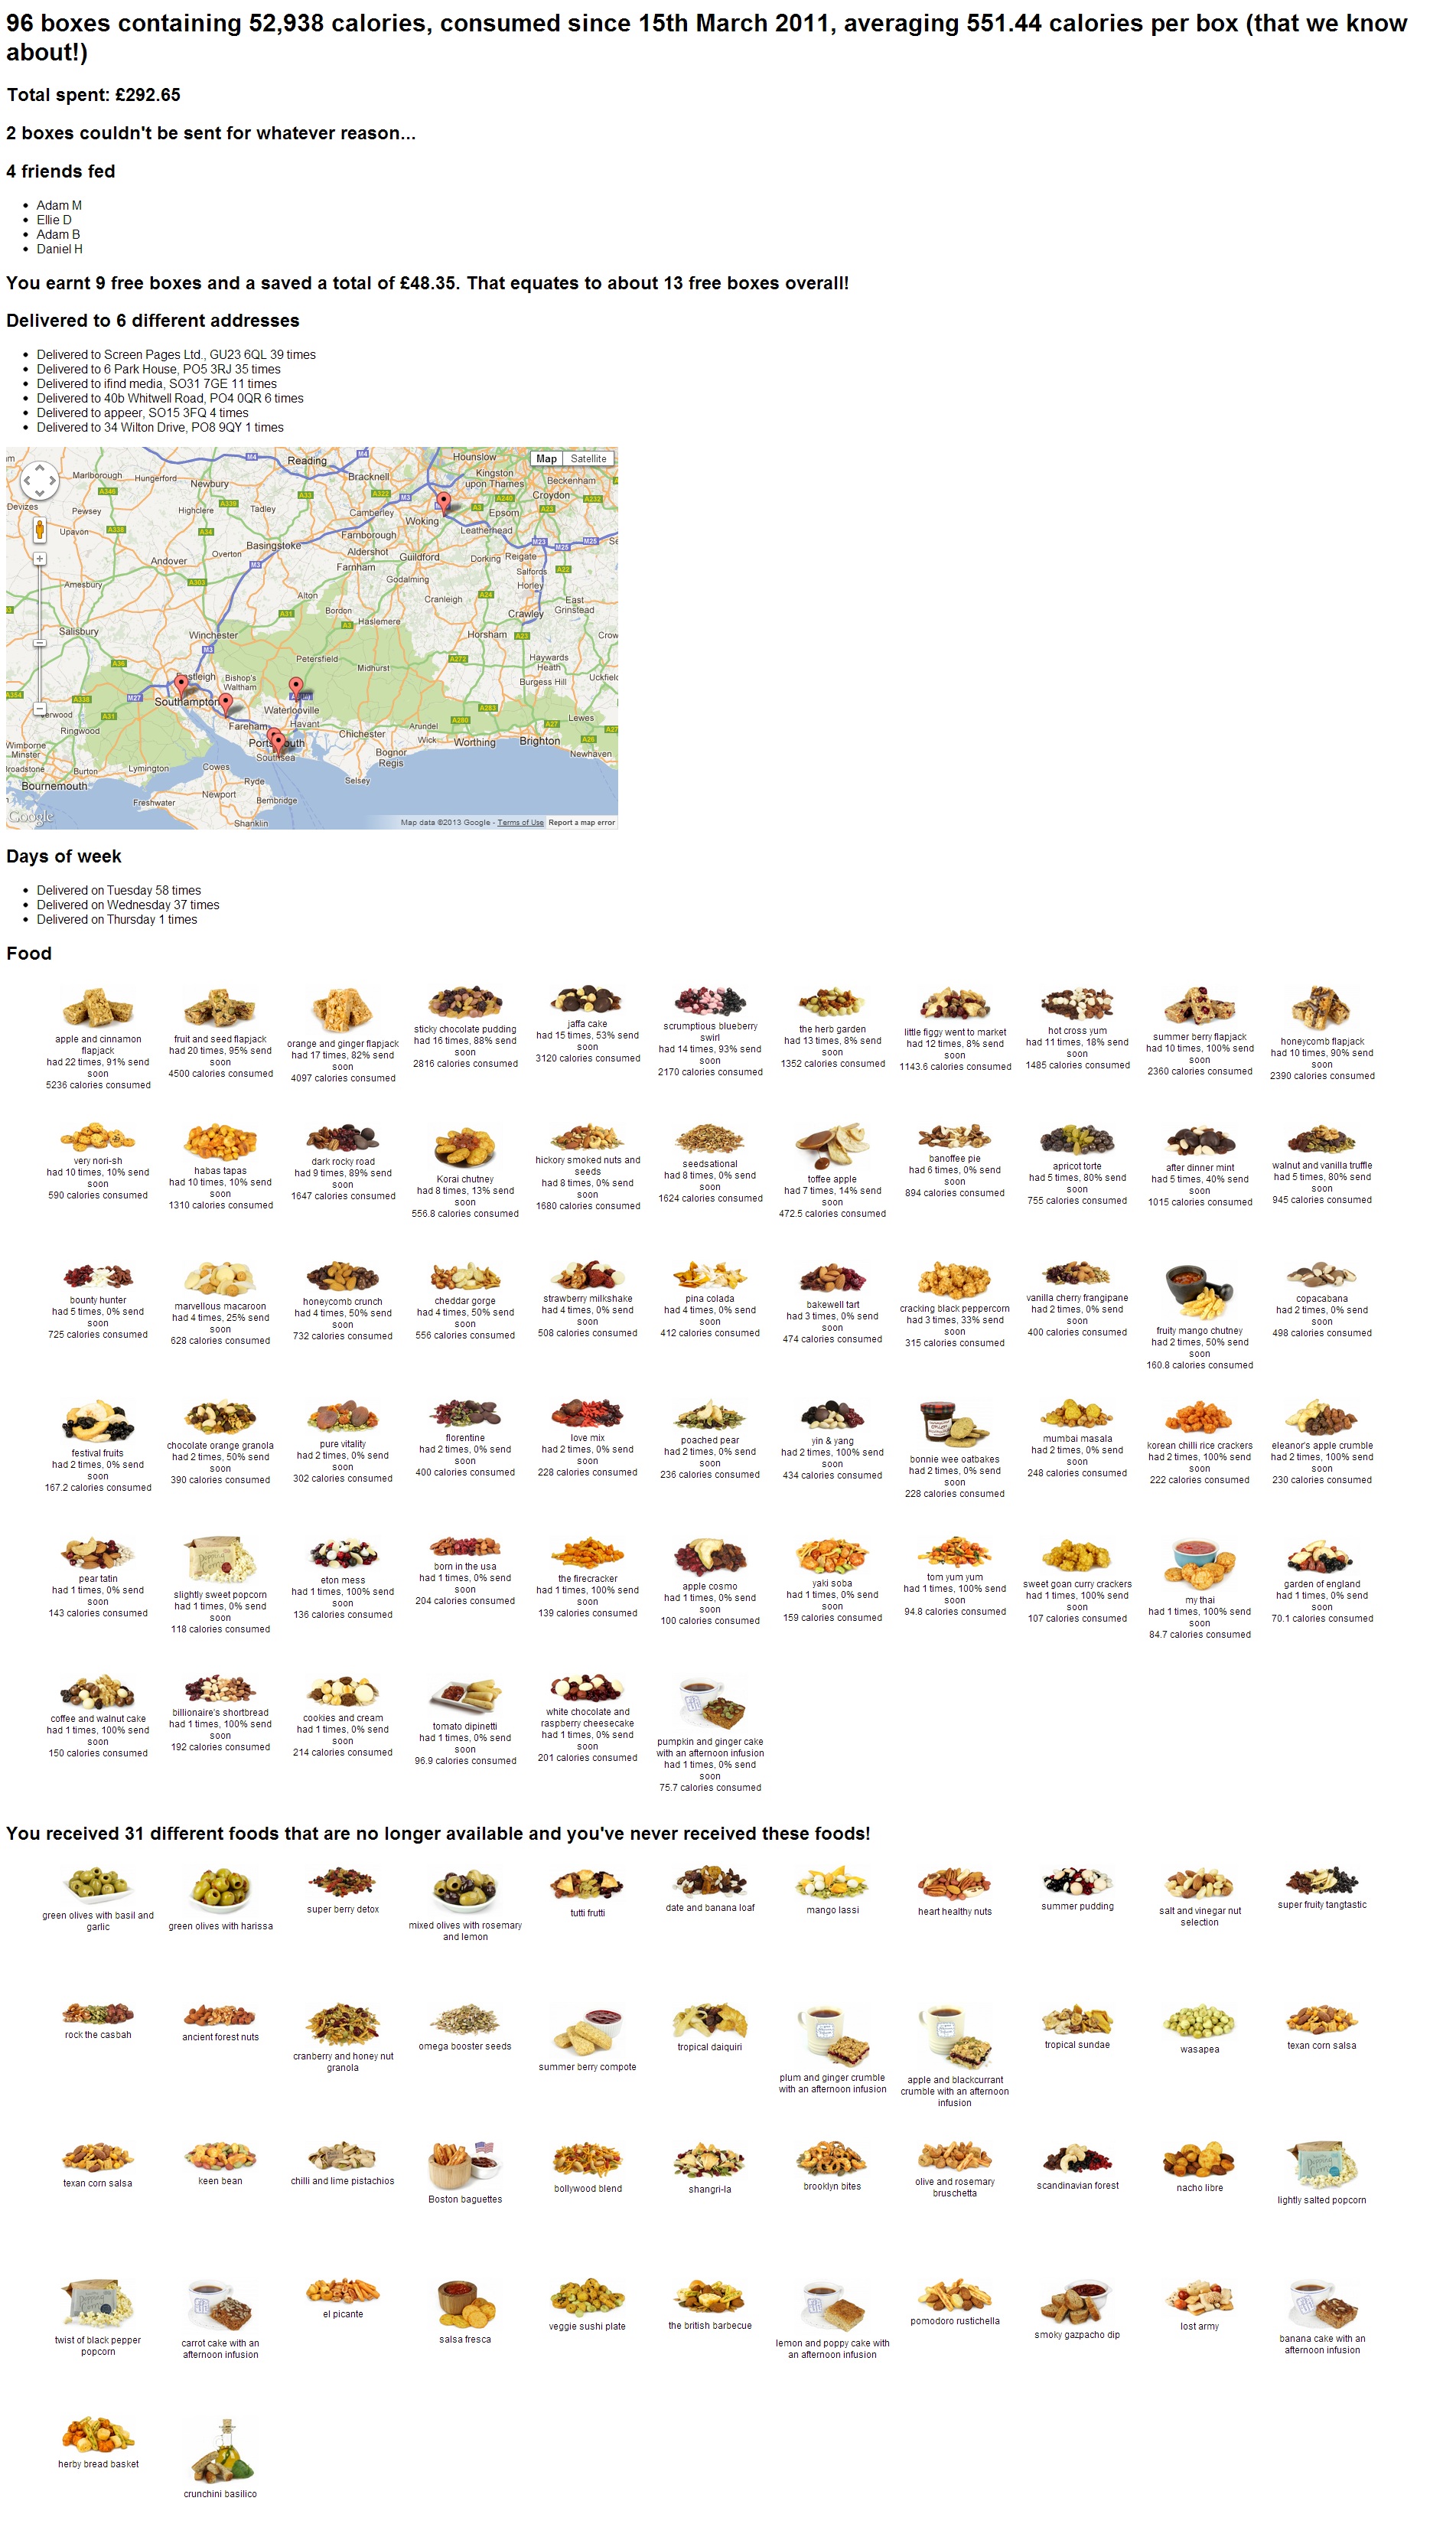 96 boxes containing 52,938 calories, consumed since 15th March 2011, averaging 551.44 calories per box (that we know
about!)
Total spent: £292.65
2 boxes couldn't be sent for whatever reason...
4 friends fed
Adam M
Ellie D
Adam B
Daniel H
You earnt 9 free boxes and a saved a total of £48.35. That equates to about 13 free boxes overall!
Delivered to 6 different addresses
Delivered to Screen Pages Ltd., GU23 6QL 39 times
Delivered to 6 Park House, PO5 3RJ 35 times
Delivered to ifind media, SO31 7GE 11 times
Delivered to 40b Whitwell Road, PO4 0QR 6 times
Delivered to appeer, SO15 3FQ 4 times
Delivered to 34 Wilton Drive, PO8 9QY 1 times
Map Satellite
Reading Hounslow
Marlborough Hungerford Newbury Bracknell Kingston upon Thames Beckenham
Croydon
Devizes Pewsey Highclere Tadley Camberley Woking Epsom
Upavon Farnborough Leatherhead
Overton Basingstoke Aldershot Guildford Dorking Reigate
Andover Farnham Godalming Salfords
Amesbury Alton Cranleigh Horley
Bordon Haslemere Crawley East Grinstead
Salisbury Winchester Horsham
Petersfield Midhurst Haywards Heath
Bishop's Waltham Burgess Hill
Southampton Waterlooville
Fareham Havant Chichester Arundel Lewes
Ringwood Wick Worthing Brighton
Wimborne Minster Southsea Bognor Regis Newhaven
Burton Lymington Cowes Ryde Selsey
Bournemouth Newport Bembridge
Freshwater
Shanklin
Google Map data ©2013 Google - Terms of Use Report a map error
Days of week
Delivered on Tuesday 58 times
Delivered on Wednesday 37 times
Delivered on Thursday 1 times
Food
apple and cinnamon
flapjack
had 22 times, 91% send
soon
5236 calories consumed
fruit and seed flapjack
had 20 times, 95% send
soon
4500 calories consumed
orange and ginger flapjack
had 17 times, 82% send
soon
4097 calories consumed
sticky chocolate pudding
had 16 times, 88% send
soon
2816 calories consumed
jaffa cake
had 15 times, 53% send
soon
3120 calories consumed
scrumptious blueberry
swirl
had 14 times, 93% send
soon
2170 calories consumed
the herb garden
had 13 times, 8% send
soon
1352 calories consumed
little figgy went to market
had 12 times, 8% send
soon
1143.6 calories consumed
hot cross yum
had 11 times, 18% send
soon
1485 calories consumed
summer berry flapjack
had 10 times, 100% send
soon
2360 calories consumed
honeycomb flapjack
had 10 times, 90% send
soon
2390 calories consumed
very nori-sh
had 10 times, 10% send
soon
590 calories consumed
habas tapas
had 10 times, 10% send
soon
1310 calories consumed
dark rocky road
had 9 times, 89% send
soon
1647 calories consumed
Korai chutney
had 8 times, 13% send
soon
556.8 calories consumed
hickory smoked nuts and
seeds
had 8 times, 0% send
soon
1680 calories consumed
seedsational
had 8 times, 0% send
soon
1624 calories consumed
toffee apple
had 7 times, 14% send
soon
472.5 calories consumed
banoffee pie
had 6 times, 0% send
soon
894 calories consumed
apricot torte
had 5 times, 80% send
soon
755 calories consumed
after dinner mint
had 5 times, 40% send
soon
1015 calories consumed
walnut and vanilla truffle
had 5 times, 80% send
soon
945 calories consumed
bounty hunter
had 5 times, 0% send
soon
725 calories consumed
marvellous macaroon
had 4 times, 25% send
soon
628 calories consumed
honeycomb crunch
had 4 times, 50% send
soon
732 calories consumed
cheddar gorge
had 4 times, 50% send
soon
556 calories consumed
strawberry milkshake
had 4 times, 0% send
soon
508 calories consumed
pina colada
had 4 times, 0% send
soon
412 calories consumed
bakewell tart
had 3 times, 0% send
soon
474 calories consumed
cracking black peppercorn
had 3 times, 33% send
soon
315 calories consumed
vanilla cherry frangipane
had 2 times, 0% send
soon
400 calories consumed
fruity mango chutney
had 2 times, 50% send
soon
160.8 calories consumed
copacabana
had 2 times, 0% send
soon
498 calories consumed
festival fruits
had 2 times, 0% send
soon
167.2 calories consumed
chocolate orange granola
had 2 times, 50% send
soon
390 calories consumed
pure vitality
had 2 times, 0% send
soon
302 calories consumed
florentine
had 2 times, 0% send
soon
400 calories consumed
love mix
had 2 times, 0% send
soon
228 calories consumed
poached pear
had 2 times, 0% send
soon
236 calories consumed
yin & yang
had 2 times, 100% send
soon
434 calories consumed
bonnie wee oatbakes
had 2 times, 0% send
soon
228 calories consumed
mumbai masala
had 2 times, 0% send
soon
248 calories consumed
korean chilli rice crackers
had 2 times, 100% send
soon
222 calories consumed
eleanor's apple crumble
had 2 times, 100% send
soon
230 calories consumed
pear tatin
had 1 times, 0% send
soon
143 calories consumed
slightly sweet popcorn
had 1 times, 0% send
soon
118 calories consumed
eton mess
had 1 times, 100% send
soon
136 calories consumed
born in the usa
had 1 times, 0% send
soon
204 calories consumed
the firecracker
had 1 times, 100% send
soon
139 calories consumed
apple cosmo
had 1 times, 0% send
soon
100 calories consumed
yaki soba
had 1 times, 0% send
soon
159 calories consumed
tom yum yum
had 1 times, 100% send
soon
94.8 calories consumed
sweet goan curry crackers
had 1 times, 100% send
soon
107 calories consumed
my thai
had 1 times, 100% send
soon
84.7 calories consumed
garden of england
had 1 times, 0% send
soon
70.1 calories consumed
coffee and walnut cake
had 1 times, 100% send
soon
150 calories consumed
billionaire's shortbread
had 1 times, 100% send
soon
192 calories consumed
cookies and cream
had 1 times, 0% send
soon
214 calories consumed
tomato dipinetti
had 1 times, 0% send
soon
96.9 calories consumed
white chocolate and
raspberry cheesecake
had 1 times, 0% send
soon
201 calories consumed
pumpkin and ginger cake
with an afternoon infusion
had 1 times, 0% send
soon
75.7 calories consumed
You received 31 different foods that are no longer available and you've never received these foods!
green olives with basil and
garlic
green olives with harissa
super berry detox
mixed olives with rosemary
and lemon
tutti frutti
date and banana loaf
mango lassi
heart healthy nuts
summer pudding
salt and vinegar nut
selection
super fruity tangtastic
rock the casbah
ancient forest nuts
cranberry and honey nut
granola
omega booster seeds
summer berry compote
tropical daiquiri
plum and ginger crumble
with an afternoon infusion
apple and blackcurrant
crumble with an afternoon
infusion
tropical sundae
wasapea
texan corn salsa
texan corn salsa
keen bean
chilli and lime pistachios
Boston baguettes
bollywood blend
shangri-la
brooklyn bites
olive and rosemary
bruschetta
scandinavian forest
nacho libre
lightly salted popcorn
twist of black pepper
popcorn
carrot cake with an
afternoon infusion
el picante
salsa fresca
veggie sushi plate
the british barbecue
lemon and poppy cake with
an afternoon infusion
pomodoro rustichella
smoky gazpacho dip
lost army
banana cake with an
afternoon infusion
herby bread basket
crunchini basilico